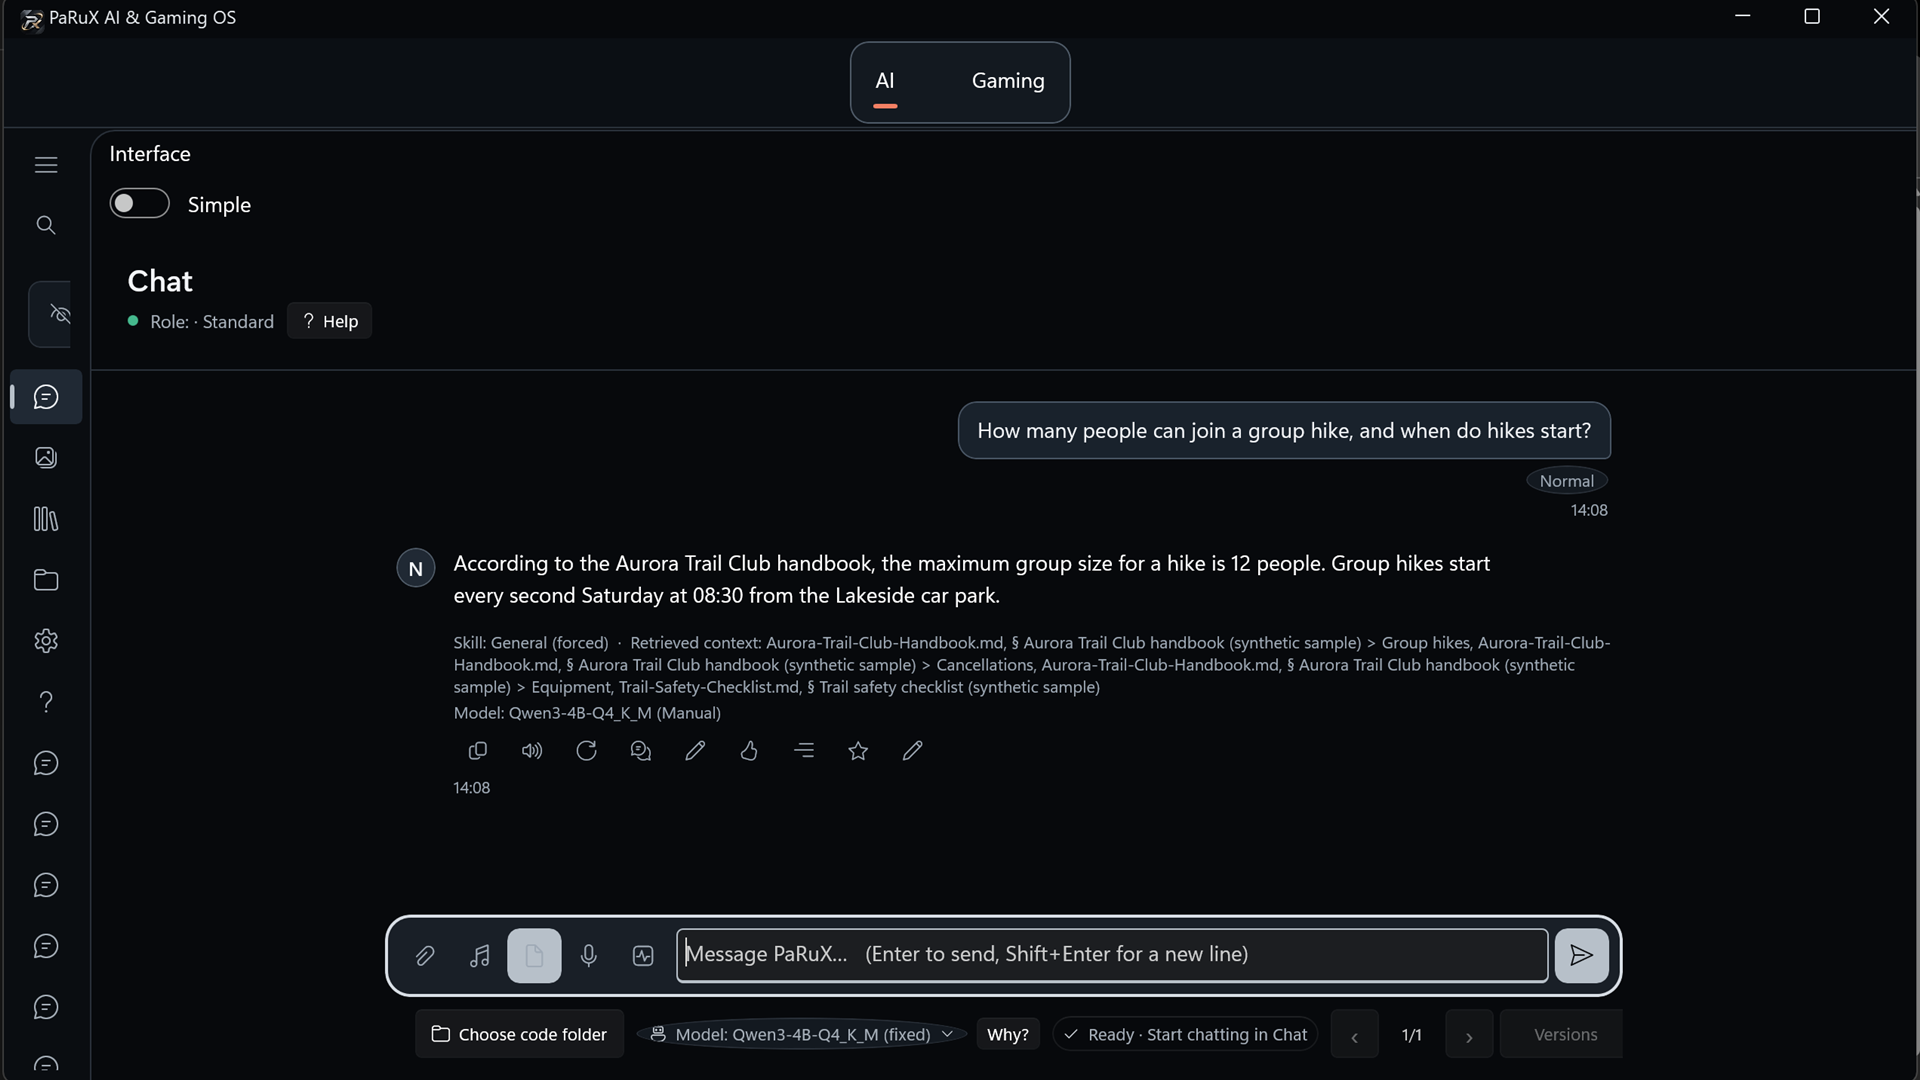 PaRuX AI & Gaming OS
AI
Gaming
Interface
Simple
Chat
Role: · Standard
? Help
How many people can join a group hike, and when do hikes start?
Normal
14:08
N
According to the Aurora Trail Club handbook, the maximum group size for a hike is 12 people. Group hikes start
every second Saturday at 08:30 from the Lakeside car park.
Skill: General (forced) · Retrieved context: Aurora-Trail-Club-Handbook.md, § Aurora Trail Club handbook (synthetic sample) > Group hikes, Aurora-Trail-Club-
Handbook.md, § Aurora Trail Club handbook (synthetic sample) > Cancellations, Aurora-Trail-Club-Handbook.md, § Aurora Trail Club handbook (synthetic
sample) > Equipment, Trail-Safety-Checklist.md, § Trail safety checklist (synthetic sample)
Model: Qwen3-4B-Q4_K_M (Manual)
14:08
Message PaRuX... (Enter to send, Shift+Enter for a new line)
Choose code folder
Model: Qwen3-4B-Q4_K_M (fixed)
Why?
Ready · Start chatting in Chat
‹
1/1
›
Versions